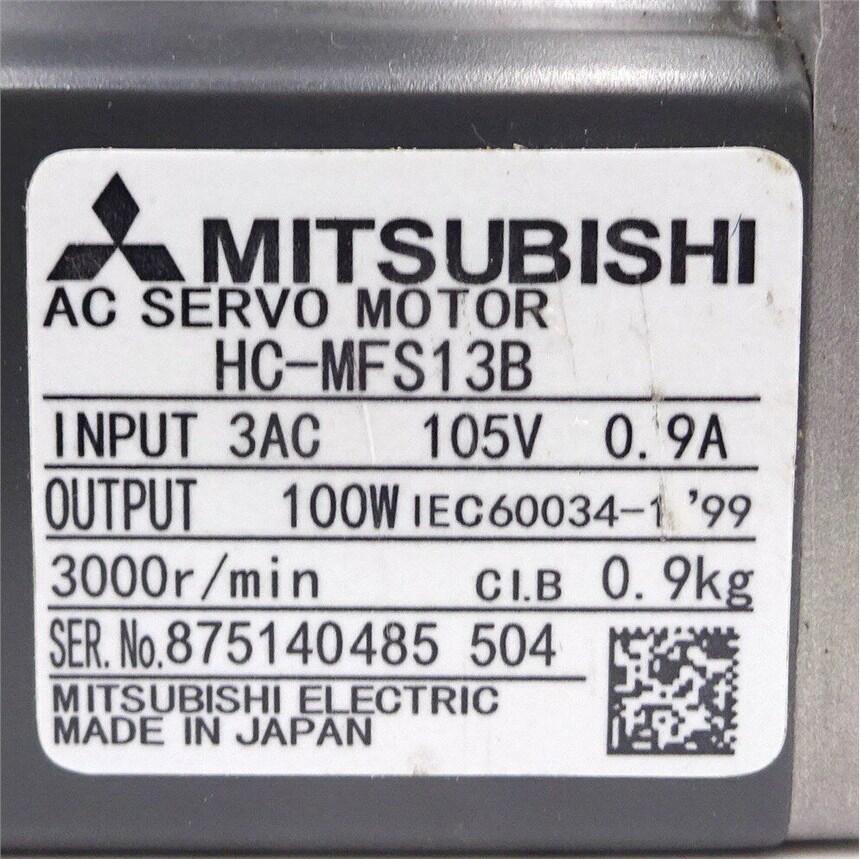 MITSUBISHI
AC SERVO MOTOR
HC-MFS13B
INPUT 3AC 105V 0.9A
OUTPUT 100W IEC60034-1 '99
3000r/min CI.B 0.9kg
SER. No. 875140485 504
MITSUBISHI ELECTRIC
MADE IN JAPAN